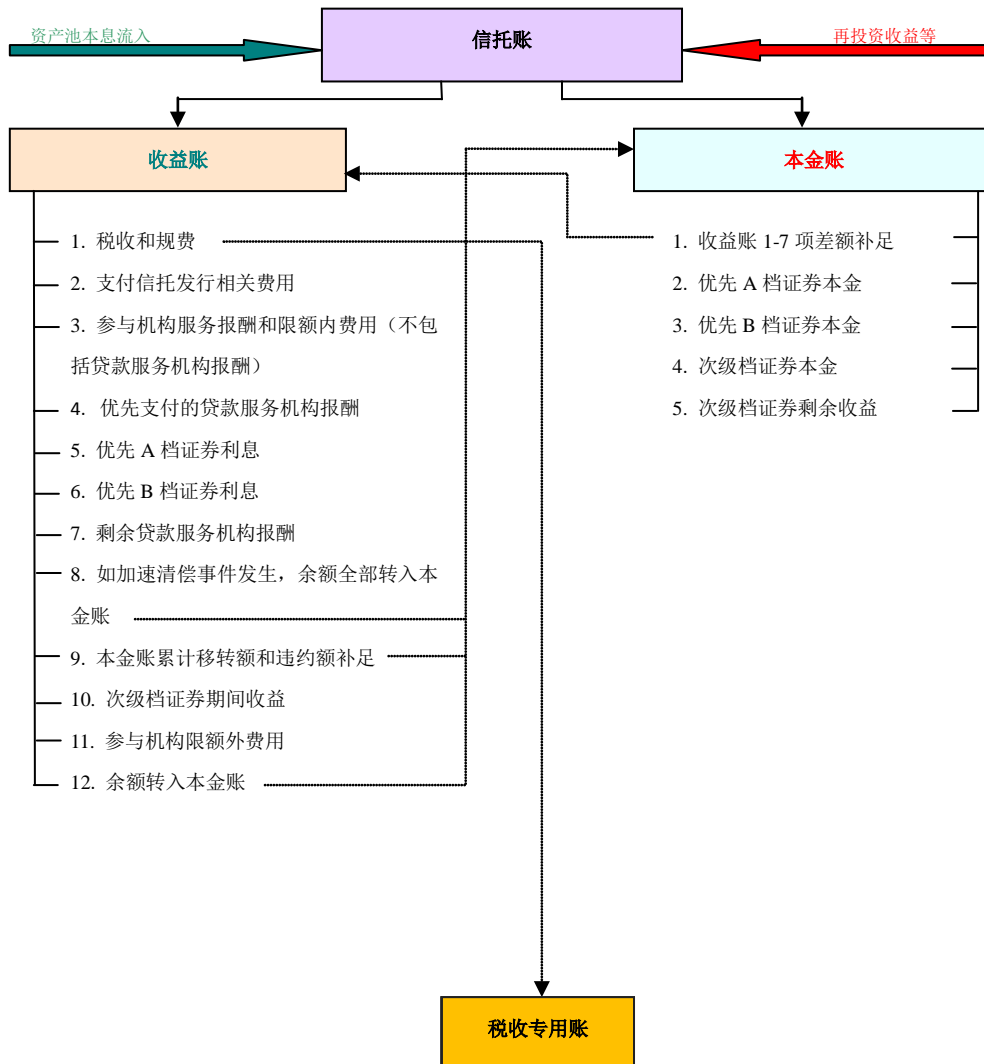 信托账
资产池本息流入
再投资收益等
收益账
本金账
1. 税收和规费
2. 支付信托发行相关费用
3. 参与机构服务报酬和限额内费用（不包
括贷款服务机构报酬）
4. 优先支付的贷款服务机构报酬
5. 优先 A 档证券利息
6. 优先 B 档证券利息
7. 剩余贷款服务机构报酬
8. 如加速清偿事件发生，余额全部转入本
金账
9. 本金账累计移转额和违约额补足
10. 次级档证券期间收益
11. 参与机构限额外费用
12. 余额转入本金账
1. 收益账 1-7 项差额补足
2. 优先 A 档证券本金
3. 优先 B 档证券本金
4. 次级档证券本金
5. 次级档证券剩余收益
税收专用账